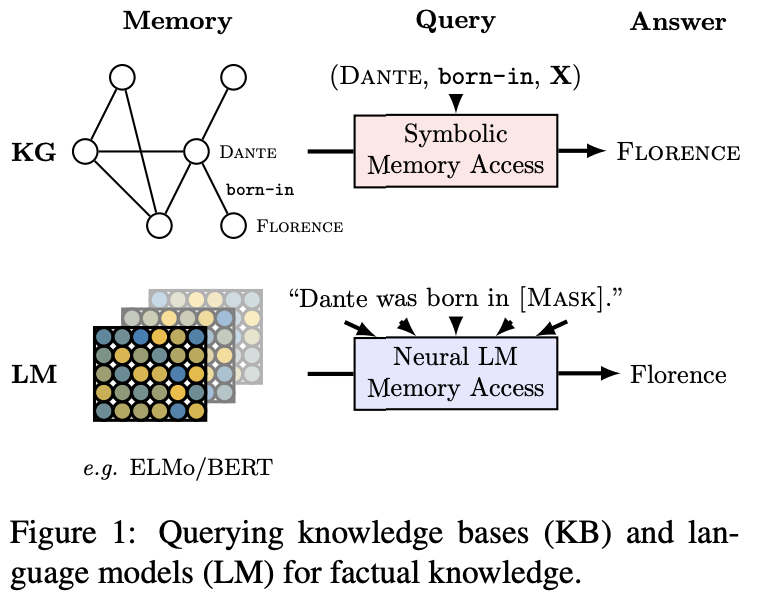 Memory Query Answer
(DANTE, born-in, X)
KG
DANTE
Symbolic
Memory Access
FLORENCE
born-in
FLORENCE
“Dante was born in [MASK].”
LM
Neural LM
Memory Access
Florence
e.g. ELMo/BERT
Figure 1: Querying knowledge bases (KB) and lan-
guage models (LM) for factual knowledge.